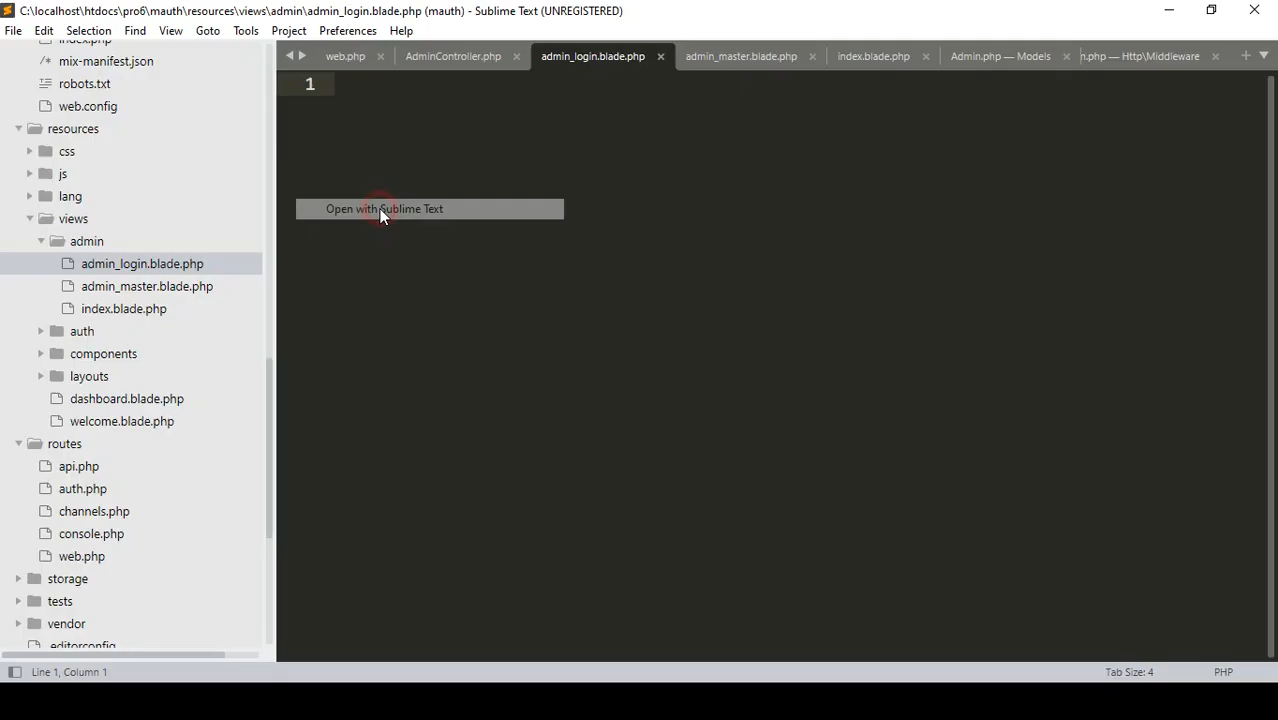 C:\localhost\htdocs\pro6\mauth\resources\views\admin\admin_login.blade.php (mauth) - Sublime Text (UNREGISTERED)
File Edit Selection Find View Goto Tools Project Preferences Help
index.php
mix-manifest.json
robots.txt
web.config
resources
css
js
lang
views
admin
admin_login.blade.php
admin_master.blade.php
index.blade.php
auth
components
layouts
dashboard.blade.php
welcome.blade.php
routes
api.php
auth.php
channels.php
console.php
web.php
storage
tests
vendor
.editorconfig
web.php AdminController.php admin_login.blade.php admin_master.blade.php index.blade.php Admin.php — Models n.php — Http\Middleware
1
Open with Sublime Text
Line 1, Column 1 Tab Size: 4 PHP